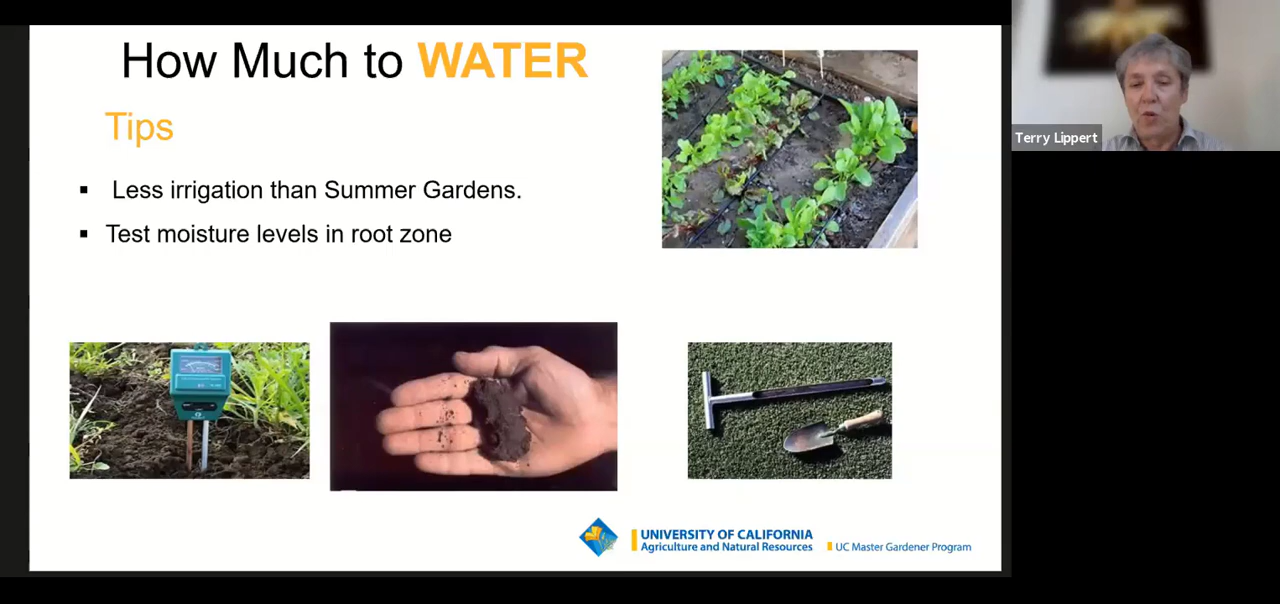 How Much to WATER
Tips
▪ Less irrigation than Summer Gardens.
▪ Test moisture levels in root zone
UNIVERSITY OF CALIFORNIA
Agriculture and Natural Resources
UC Master Gardener Program
Terry Lippert